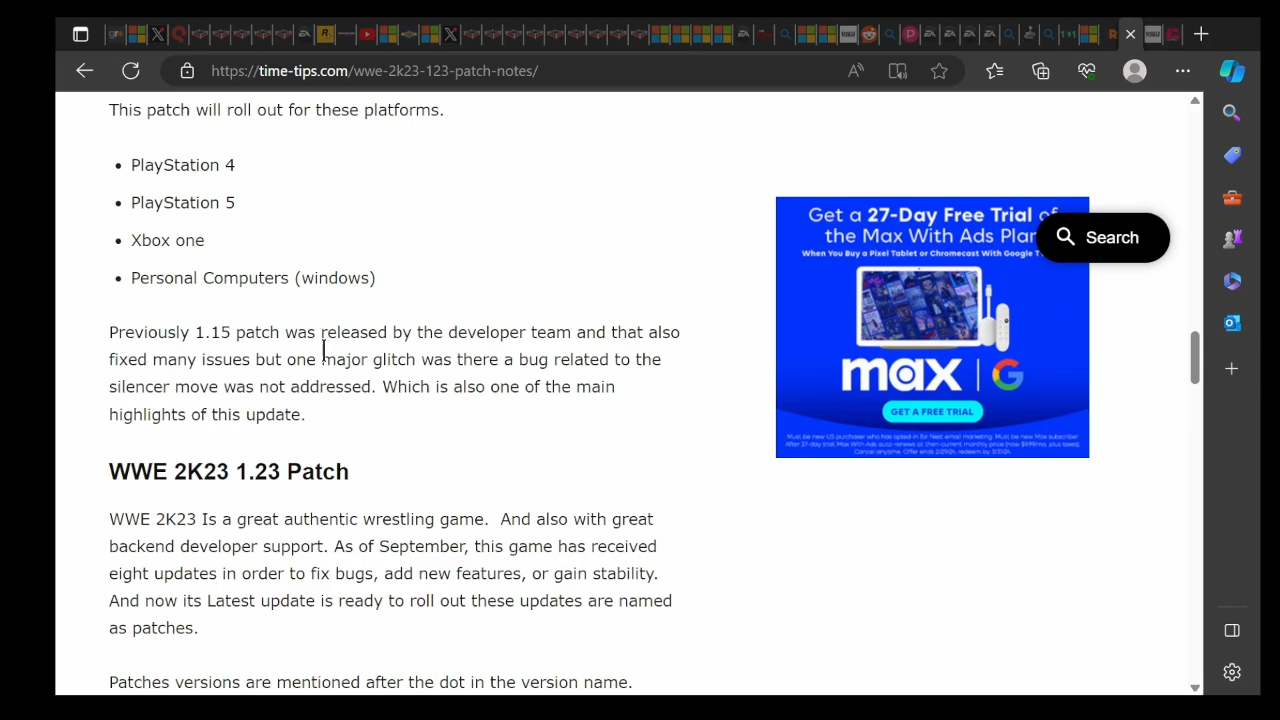 https://time-tips.com/wwe-2k23-123-patch-notes/
This patch will roll out for these platforms.
• PlayStation 4
• PlayStation 5
• Xbox one
• Personal Computers (windows)
Previously 1.15 patch was released by the developer team and that also
fixed many issues but one major glitch was there a bug related to the
silencer move was not adressed. Which is also one of the main
highlights of this update.
WWE 2K23 1.23 Patch
WWE 2K23 Is a great authentic wrestling game.  And also with great
backend developer support. As of September, this game has received
eight updates in order to fix bugs, add new features, or gain stability.
And now its Latest update is ready to roll out these updates are named
as patches.
Patches versions are mentioned after the dot in the version name.
Get a 27-Day Free Trial of
the Max With Ads Plan
When You Buy a Pixel Tablet or Chromecast With Google
max | G
GET A FREE TRIAL
Search